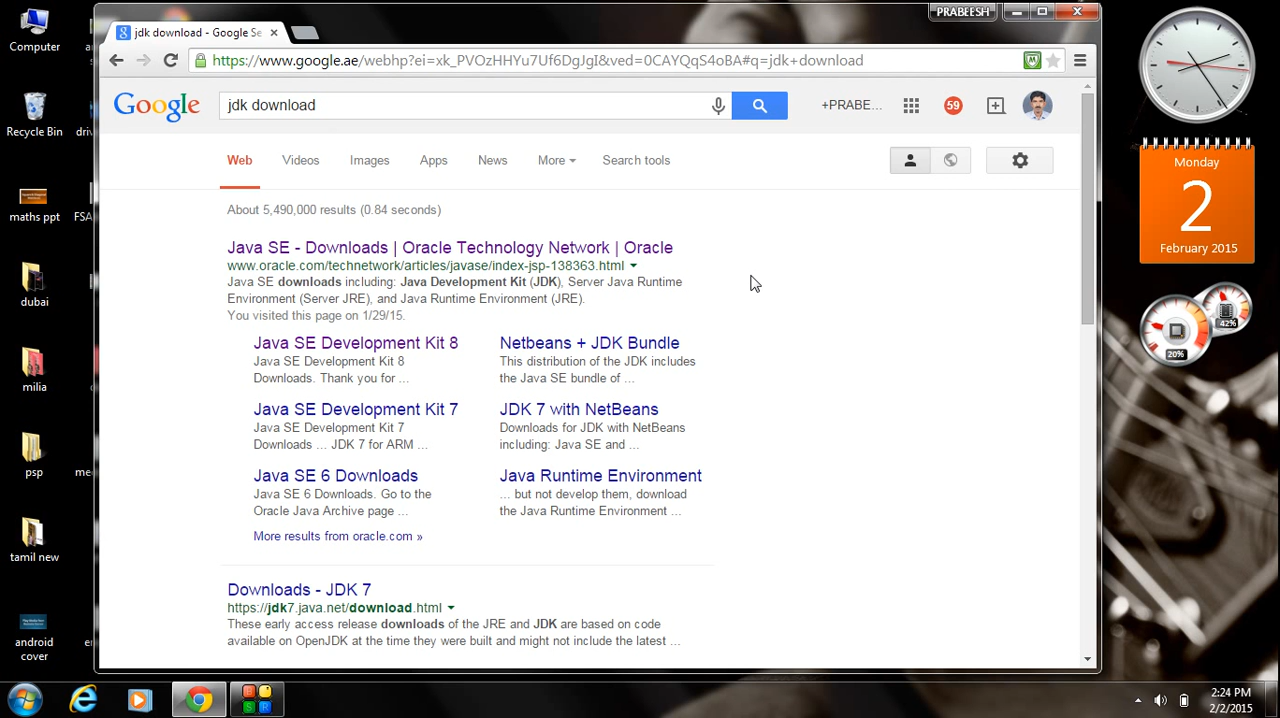 PRABEESH
jdk download - Google Se
https://www.google.ae/webhp?ei=xk_PVOzHHYu7Uf6DgJgI&ved=0CAYQqS4oBA#q=jdk+download
Google
jdk download
+PRABE...
59
Web
Videos
Images
Apps
News
More
Search tools
About 5,490,000 results (0.84 seconds)
Java SE - Downloads | Oracle Technology Network | Oracle
www.oracle.com/technetwork/articles/javase/index-jsp-138363.html
Java SE downloads including: Java Development Kit (JDK), Server Java Runtime
Environment (Server JRE), and Java Runtime Environment (JRE).
You visited this page on 1/29/15.
Java SE Development Kit 8
Java SE Development Kit 8
Downloads. Thank you for ...
Netbeans + JDK Bundle
This distribution of the JDK includes
the Java SE bundle of ...
Java SE Development Kit 7
Java SE Development Kit 7
Downloads ... JDK 7 for ARM ...
JDK 7 with NetBeans
Downloads for JDK with NetBeans
including: Java SE and ...
Java SE 6 Downloads
Java SE 6 Downloads. Go to the
Oracle Java Archive page ...
Java Runtime Environment
... but not develop them, download
the Java Runtime Environment ...
More results from oracle.com »
Downloads - JDK 7
https://jdk7.java.net/download.html
These early access release downloads of the JRE and JDK are based on code
available on OpenJDK at the time they were built and might not include the latest ...
Computer
Recycle Bin
maths ppt
dubai
milia
psp
tamil new
android
cover
driv
FSA
Monday
2
February 2015
42%
20%
2:24 PM
2/2/2015